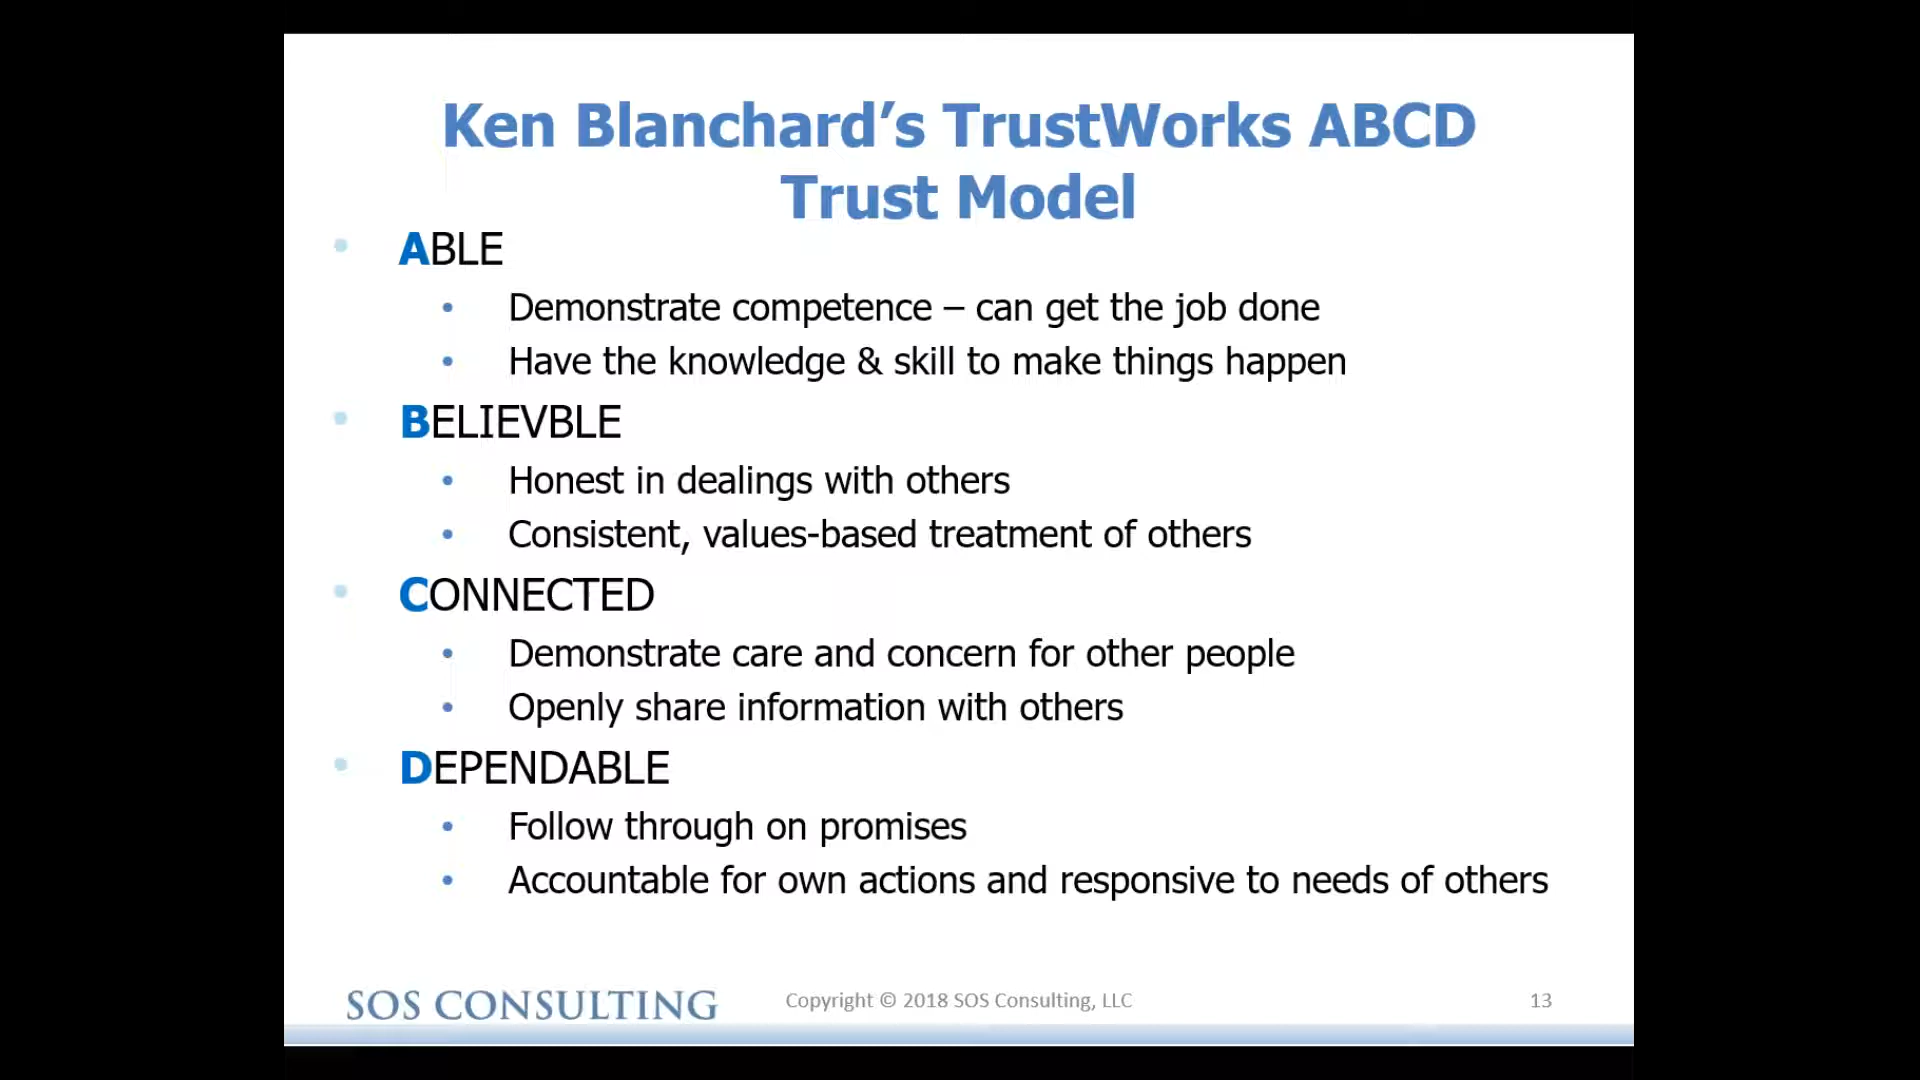 Ken Blanchard’s TrustWorks ABCD
Trust Model
• ABLE
• Demonstrate competence – can get the job done
• Have the knowledge & skill to make things happen
• BELIEVBLE
• Honest in dealings with others
• Consistent, values-based treatment of others
• CONNECTED
• Demonstrate care and concern for other people
• Openly share information with others
• DEPENDABLE
• Follow through on promises
• Accountable for own actions and responsive to needs of others
SOS CONSULTING
Copyright © 2018 SOS Consulting, LLC
13